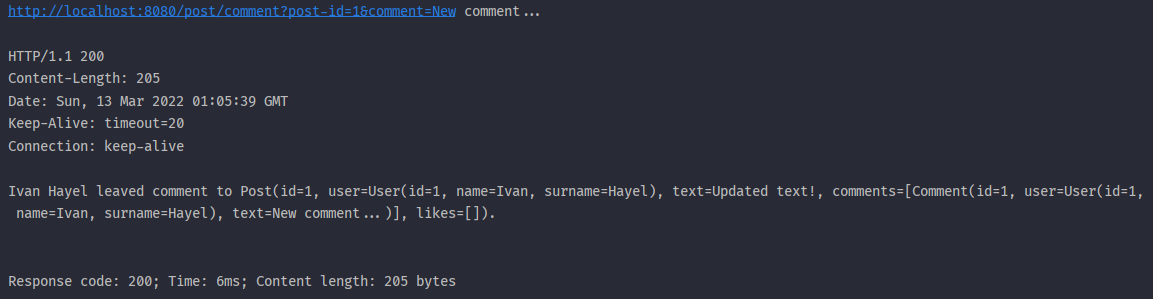 http://localhost:8080/post/comment?post-id=1&comment=New comment...
HTTP/1.1 200
Content-Length: 205
Date: Sun, 13 Mar 2022 01:05:39 GMT
Keep-Alive: timeout=20
Connection: keep-alive
Ivan Hayel leaved comment to Post(id=1, user=User(id=1, name=Ivan, surname=Hayel), text=Updated text!, comments=[Comment(id=1, user=User(id=1,
name=Ivan, surname=Hayel), text=New comment...)], likes=[]).
Response code: 200; Time: 6ms; Content length: 205 bytes